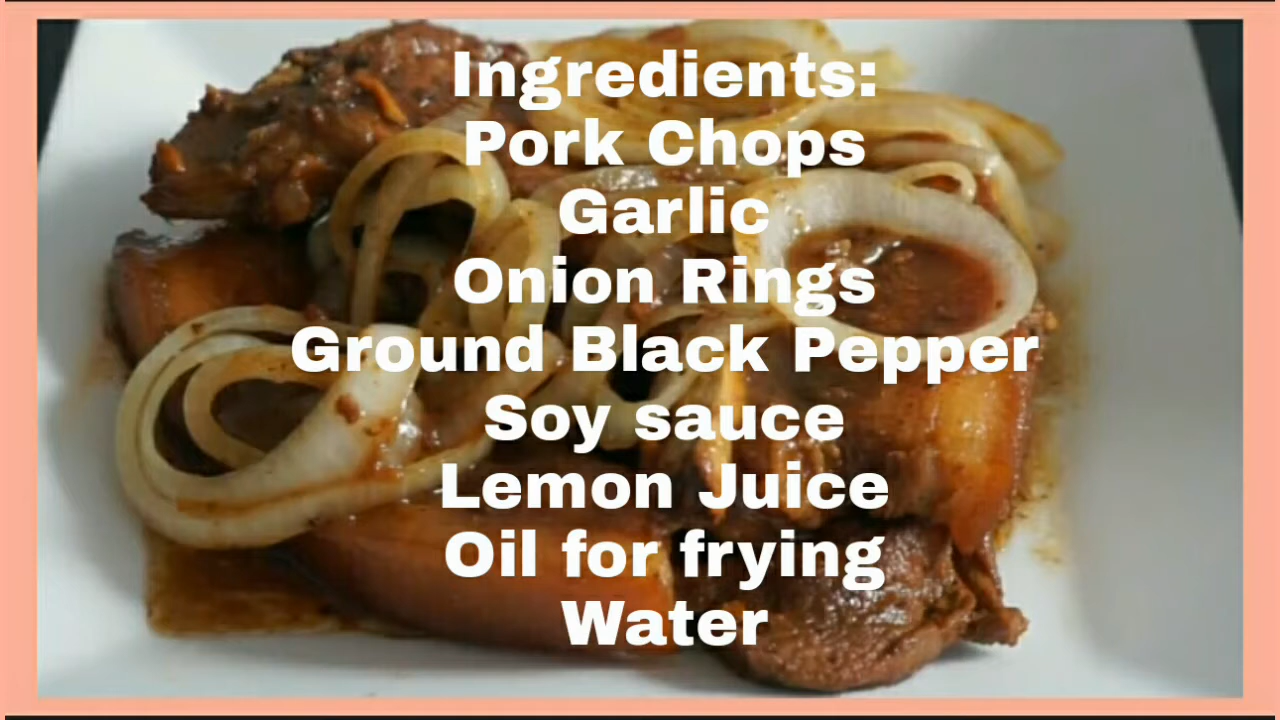 Ingredients:
Pork Chops
Garlic
Onion Rings
Ground Black Pepper
Soy sauce
Lemon Juice
Oil for frying
Water